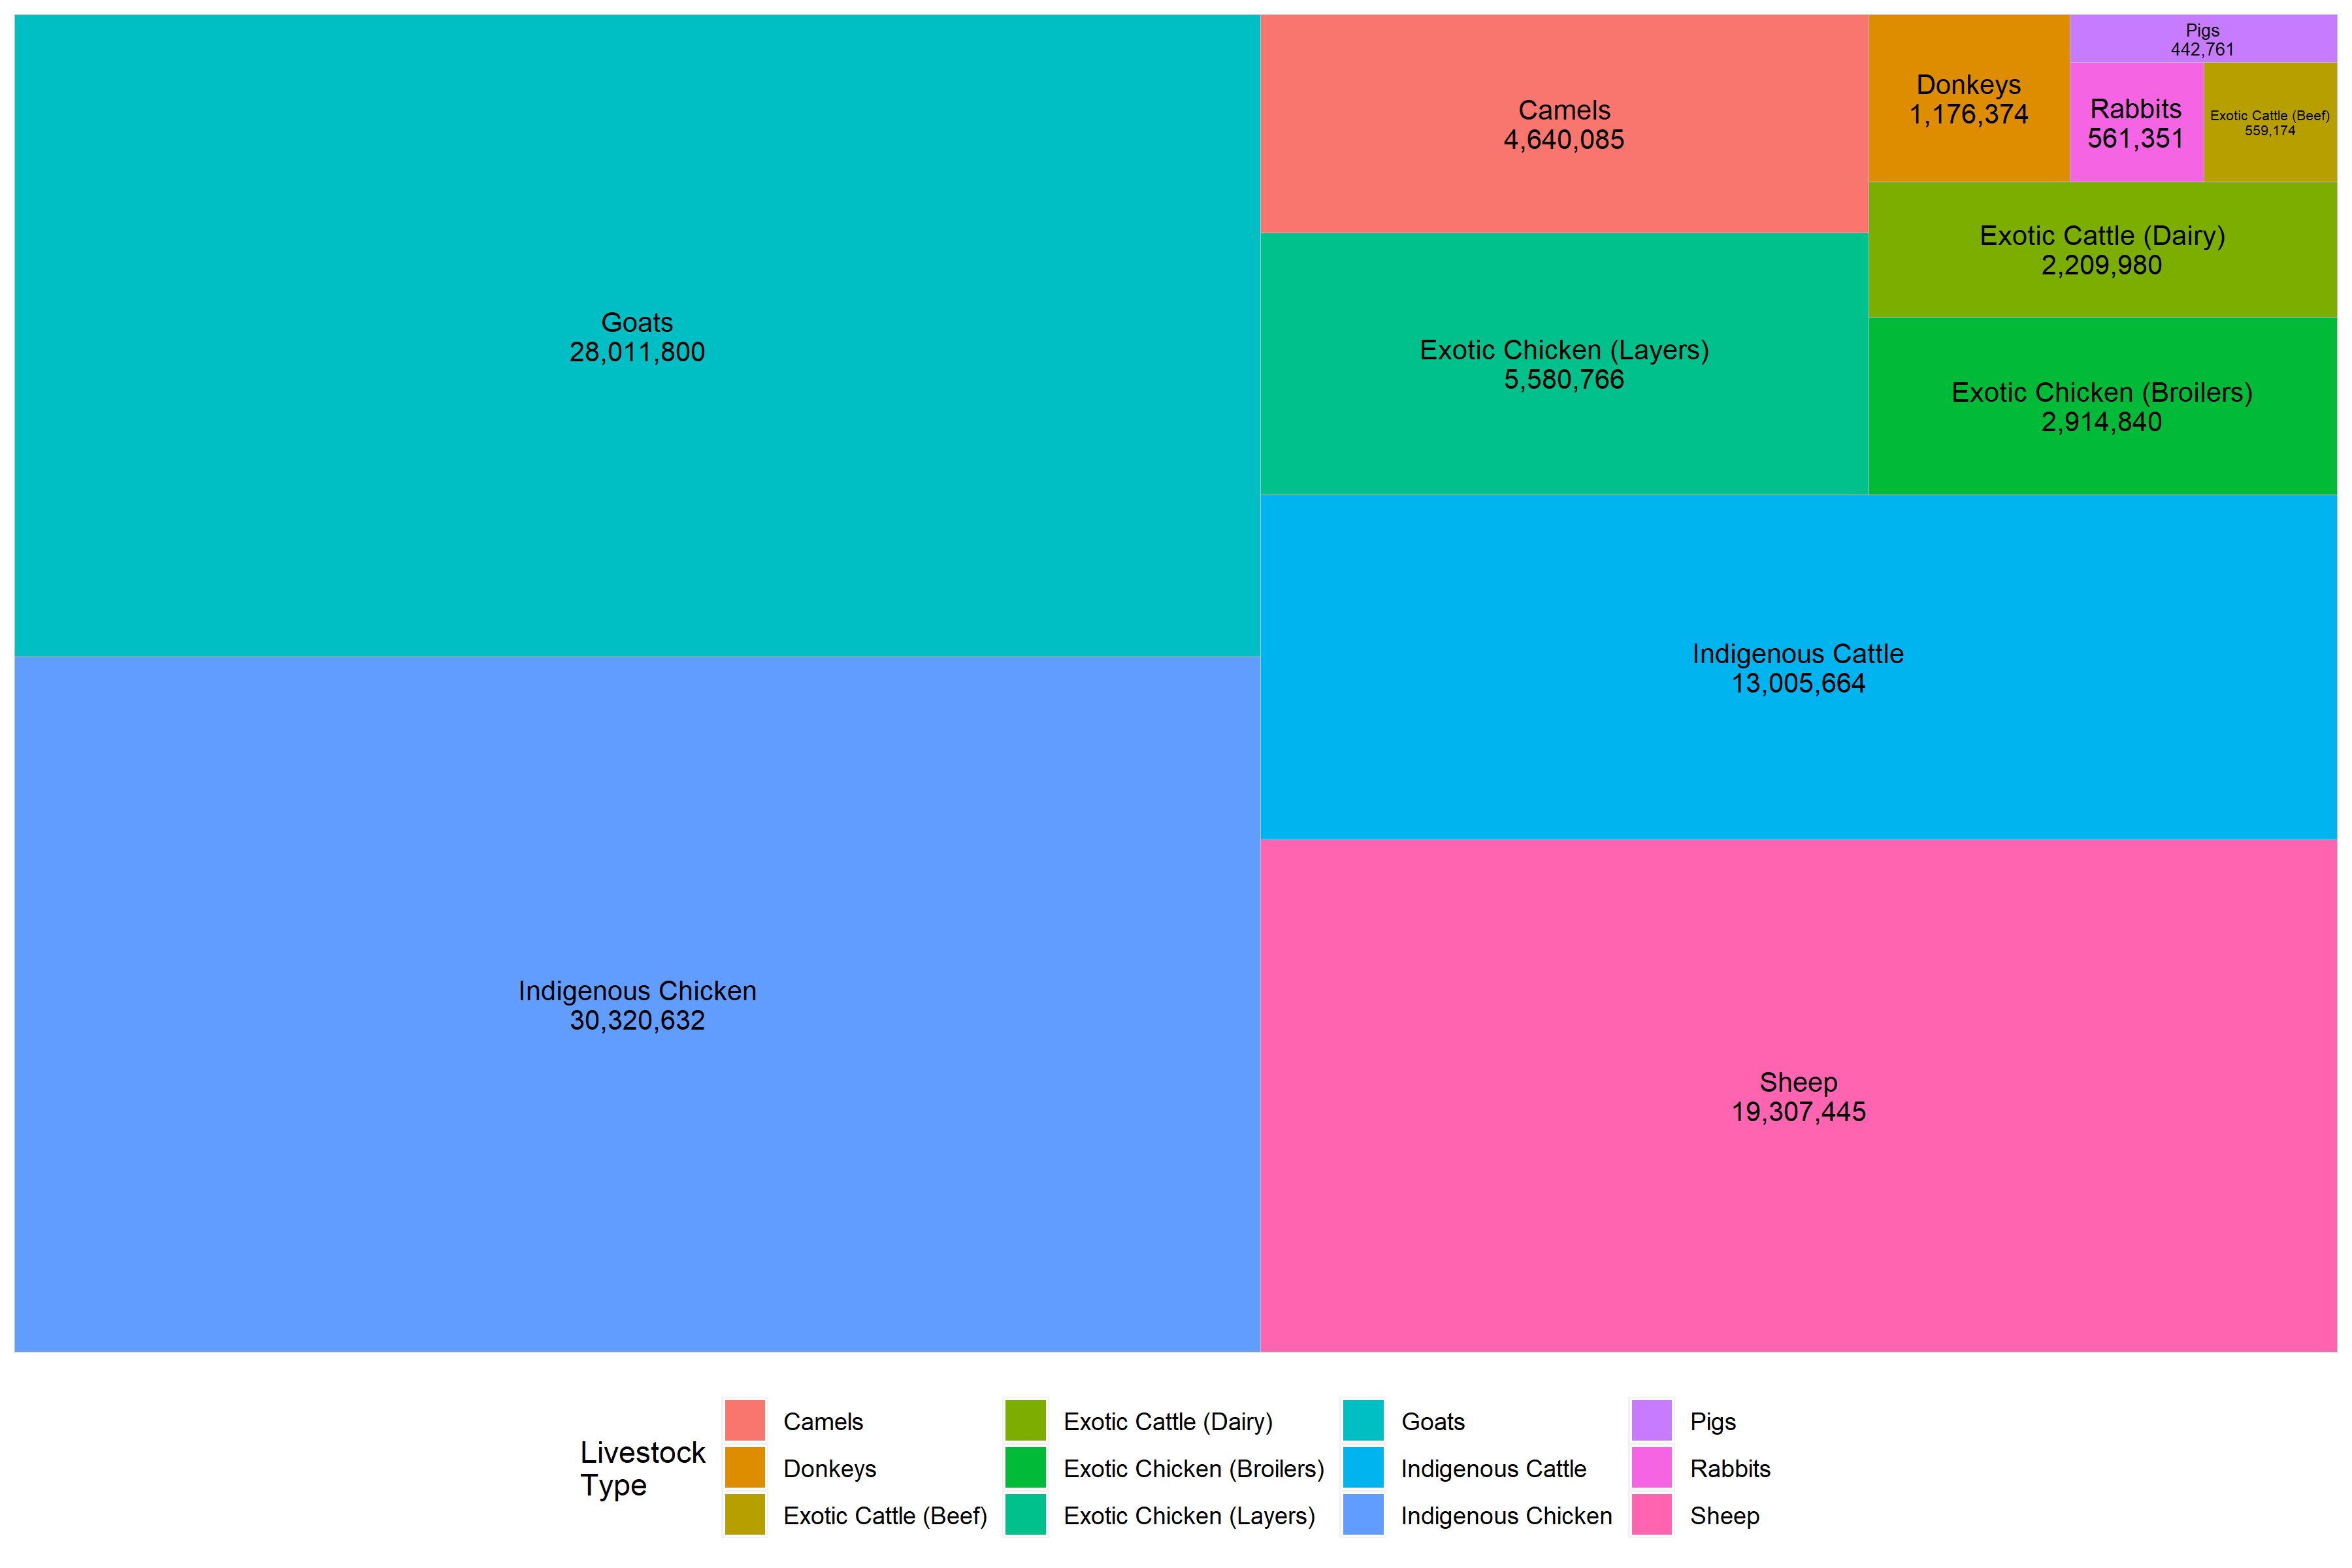 Goats
28,011,800
Indigenous Chicken
30,320,632
Camels
4,640,085
Exotic Chicken (Layers)
5,580,766
Donkeys
1,176,374
Pigs
442,761
Rabbits
561,351
Exotic Cattle (Beef)
559,174
Exotic Cattle (Dairy)
2,209,980
Exotic Chicken (Broilers)
2,914,840
Indigenous Cattle
13,005,664
Sheep
19,307,445
Livestock
Type
Camels
Donkeys
Exotic Cattle (Beef)
Exotic Cattle (Dairy)
Exotic Chicken (Broilers)
Exotic Chicken (Layers)
Goats
Indigenous Cattle
Indigenous Chicken
Pigs
Rabbits
Sheep